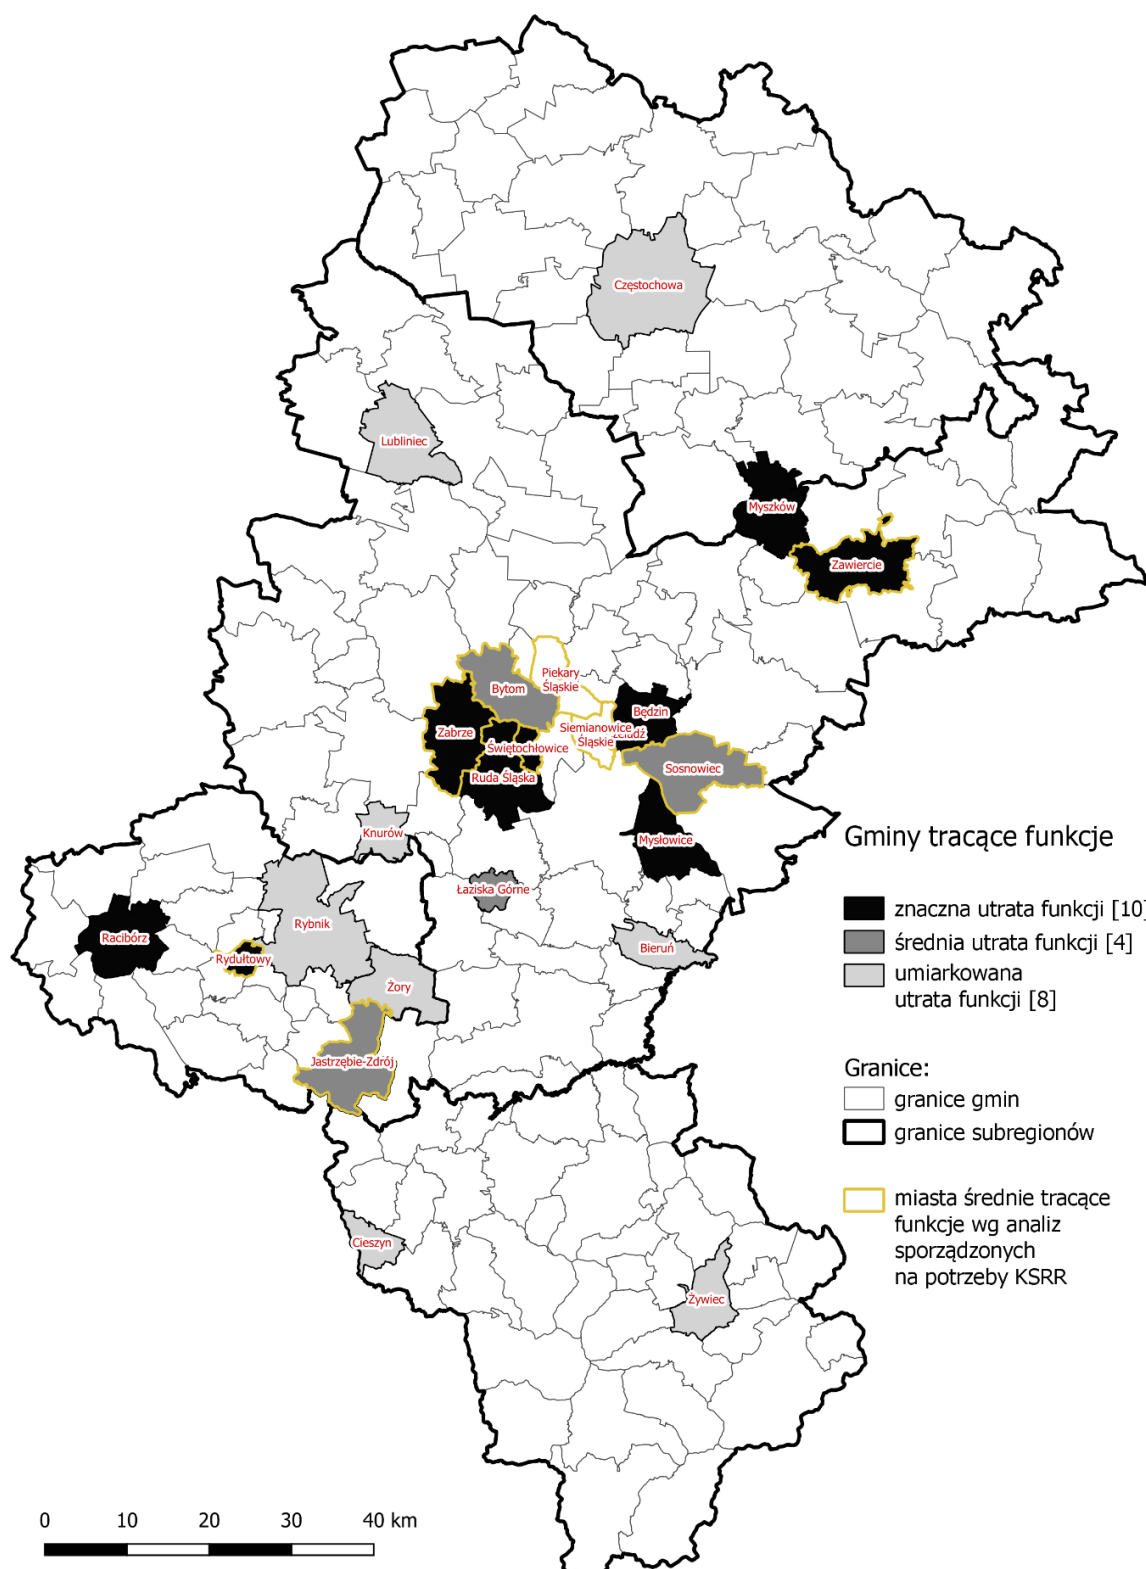 Częstochowa
Lubliniec
Myszków
Zawiercie
Piekary
Śląskie
Bytom
Będzin
Zabrze
Siemianowice
Śląskie
Świętochłowice
Sosnowiec
Ruda Śląska
Knurów
Mysłowice
Łaziska Górne
Racibórz
Rybnik
Rydułtowy
Bieruń
Żory
Jastrzębie-Zdrój
Cieszyn
Żywiec
Gminy tracące funkcje
znaczna utrata funkcji [10]
średnia utrata funkcji [4]
umiarkowana
utrata funkcji [8]
Granice:
granice gmin
granice subregionów
miasta średnie tracące
funkcje wg analiz
sporządzonych
na potrzeby KSRR
0 10 20 30 40 km